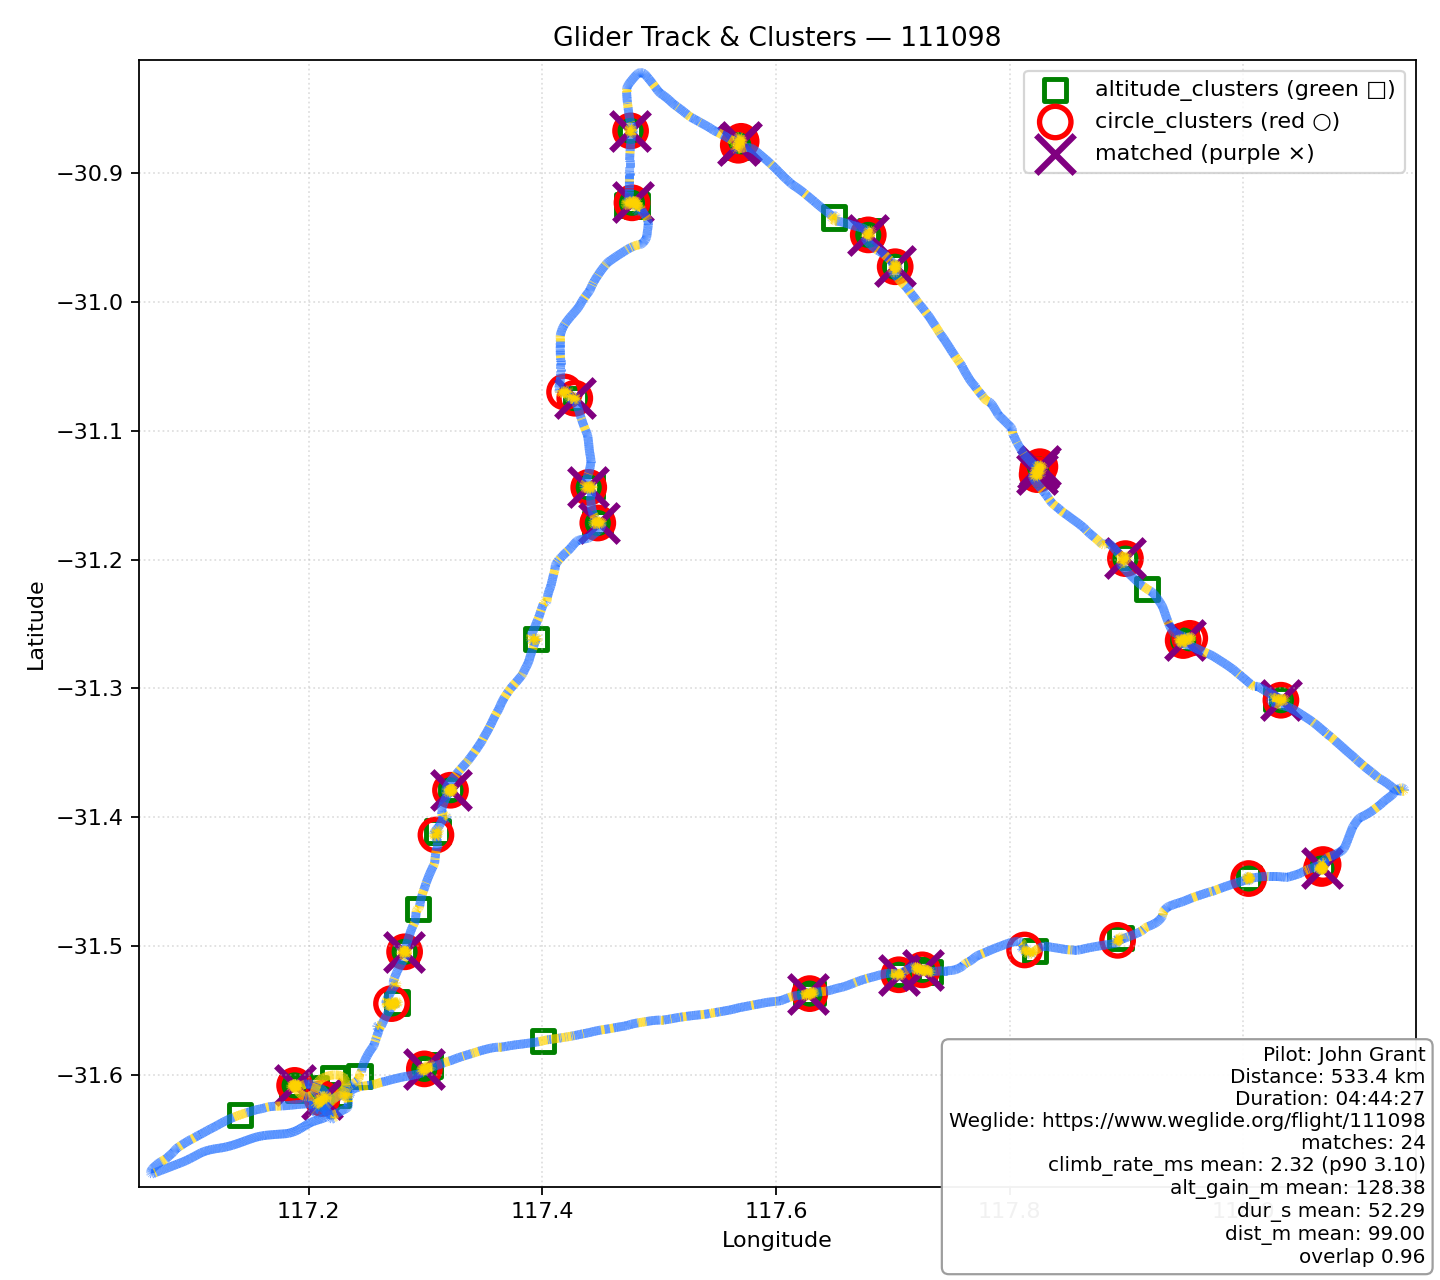 Glider Track & Clusters — 111098
altitude_clusters (green □)
circle_clusters (red ○)
matched (purple ×)
−30.9
−31.0
−31.1
−31.2
−31.3
−31.4
−31.5
−31.6
Latitude
117.2
117.4
117.6
117.8
Longitude
Pilot: John Grant
Distance: 533.4 km
Duration: 04:44:27
Weglide: https://www.weglide.org/flight/111098
matches: 24
climb_rate_ms mean: 2.32 (p90 3.10)
alt_gain_m mean: 128.38
dur_s mean: 52.29
dist_m mean: 99.00
overlap 0.96